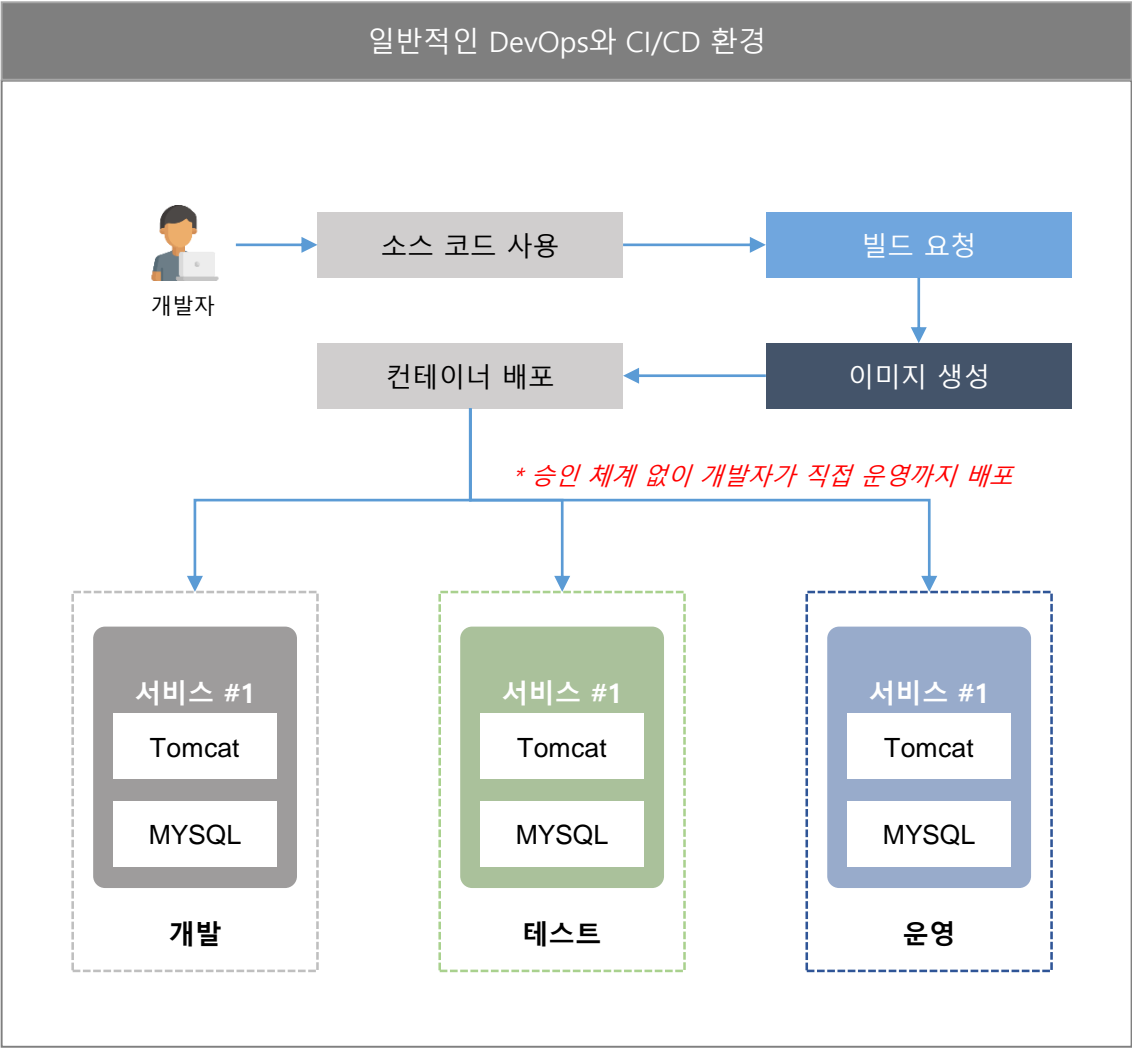 일반적인 DevOps와 CI/CD 환경
소스 코드 사용
빌드 요청
개발자
컨테이너 배포
이미지 생성
* 승인 체계 없이 개발자가 직접 운영까지 배포
서비스 #1
Tomcat
MYSQL
개발
서비스 #1
Tomcat
MYSQL
테스트
서비스 #1
Tomcat
MYSQL
운영